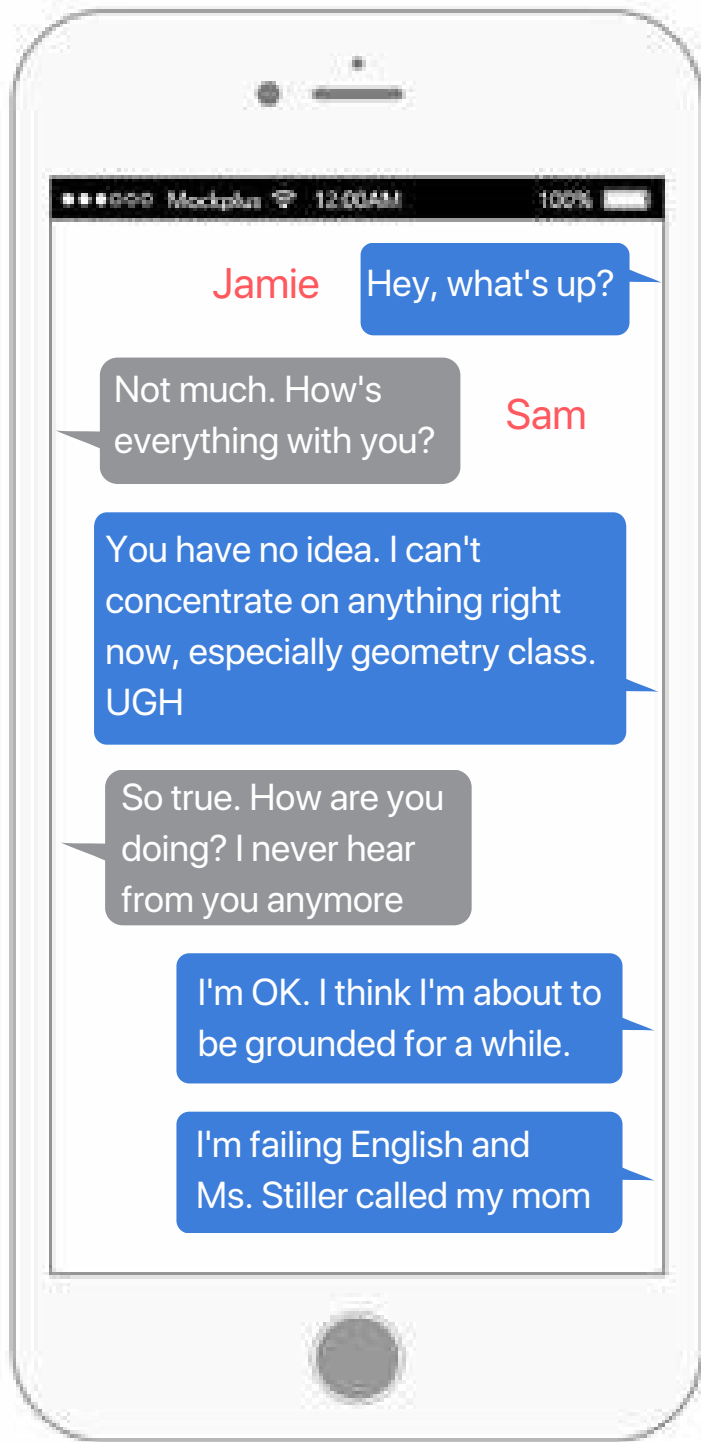 Mockplus 12:00AM 100%
Jamie Hey, what's up?
Not much. How's
everything with you?
Sam
You have no idea. I can't
concentrate on anything right
now, especially geometry class.
UGH
So true. How are you
doing? I never hear
from you anymore
I'm OK. I think I'm about to
be grounded for a while.
I'm failing English and
Ms. Stiller called my mom